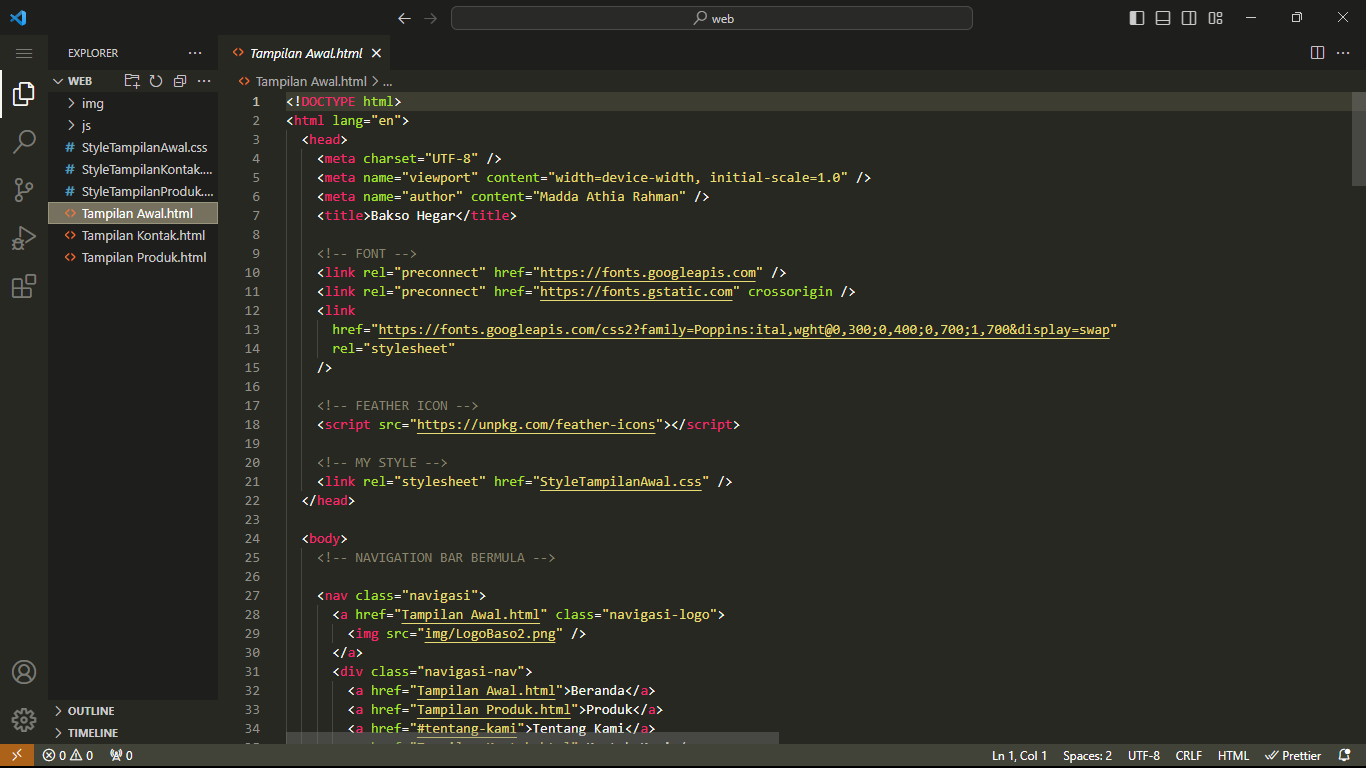 web
EXPLORER
Tampilan Awal.html
WEB
Tampilan Awal.html > ...
img
js
# StyleTampilanAwal.css
# StyleTampilanKontak....
# StyleTampilanProduk....
<> Tampilan Awal.html
<> Tampilan Kontak.html
<> Tampilan Produk.html
OUTLINE
TIMELINE
1 <!DOCTYPE html>
2 <html lang="en">
3 <head>
4 <meta charset="UTF-8" />
5 <meta name="viewport" content="width=device-width, initial-scale=1.0" />
6 <meta name="author" content="Madda Athia Rahman" />
7 <title>Bakso Hegar</title>
8
9 <!-- FONT -->
10 <link rel="preconnect" href="https://fonts.googleapis.com" />
11 <link rel="preconnect" href="https://fonts.gstatic.com" crossorigin />
12 <link
13 href="https://fonts.googleapis.com/css2?family=Poppins:ital,wght@0,300;0,400;0,700;1,700&display=swap"
14 rel="stylesheet"
15 />
16
17 <!-- FEATHER ICON -->
18 <script src="https://unpkg.com/feather-icons"></script>
19
20 <!-- MY STYLE -->
21 <link rel="stylesheet" href="StyleTampilanAwal.css" />
22 </head>
23
24 <body>
25 <!-- NAVIGATION BAR BERMULA -->
26
27 <nav class="navigasi">
28 <a href="Tampilan Awal.html" class="navigasi-logo">
29 <img src="img/LogoBaso2.png" />
30 </a>
31 <div class="navigasi-nav">
32 <a href="Tampilan Awal.html">Beranda</a>
33 <a href="Tampilan Produk.html">Produk</a>
34 <a href="#tentang-kami">Tentang Kami</a>
0 0 0
Ln 1, Col 1 Spaces: 2 UTF-8 CRLF HTML Prettier